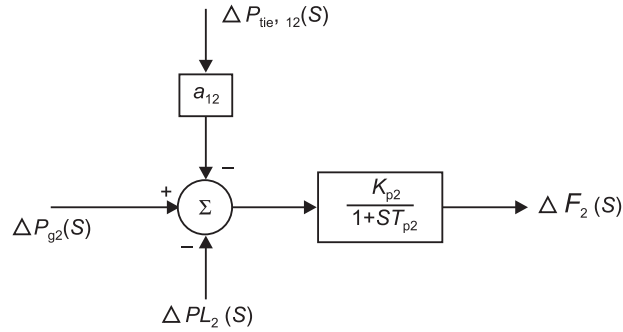 △ P_tie, 12(S)
a_12
−
+
Σ
K_p2
1+ST_p2
△ F_2 (S)
△ P_g2(S)
−
△ PL_2 (S)